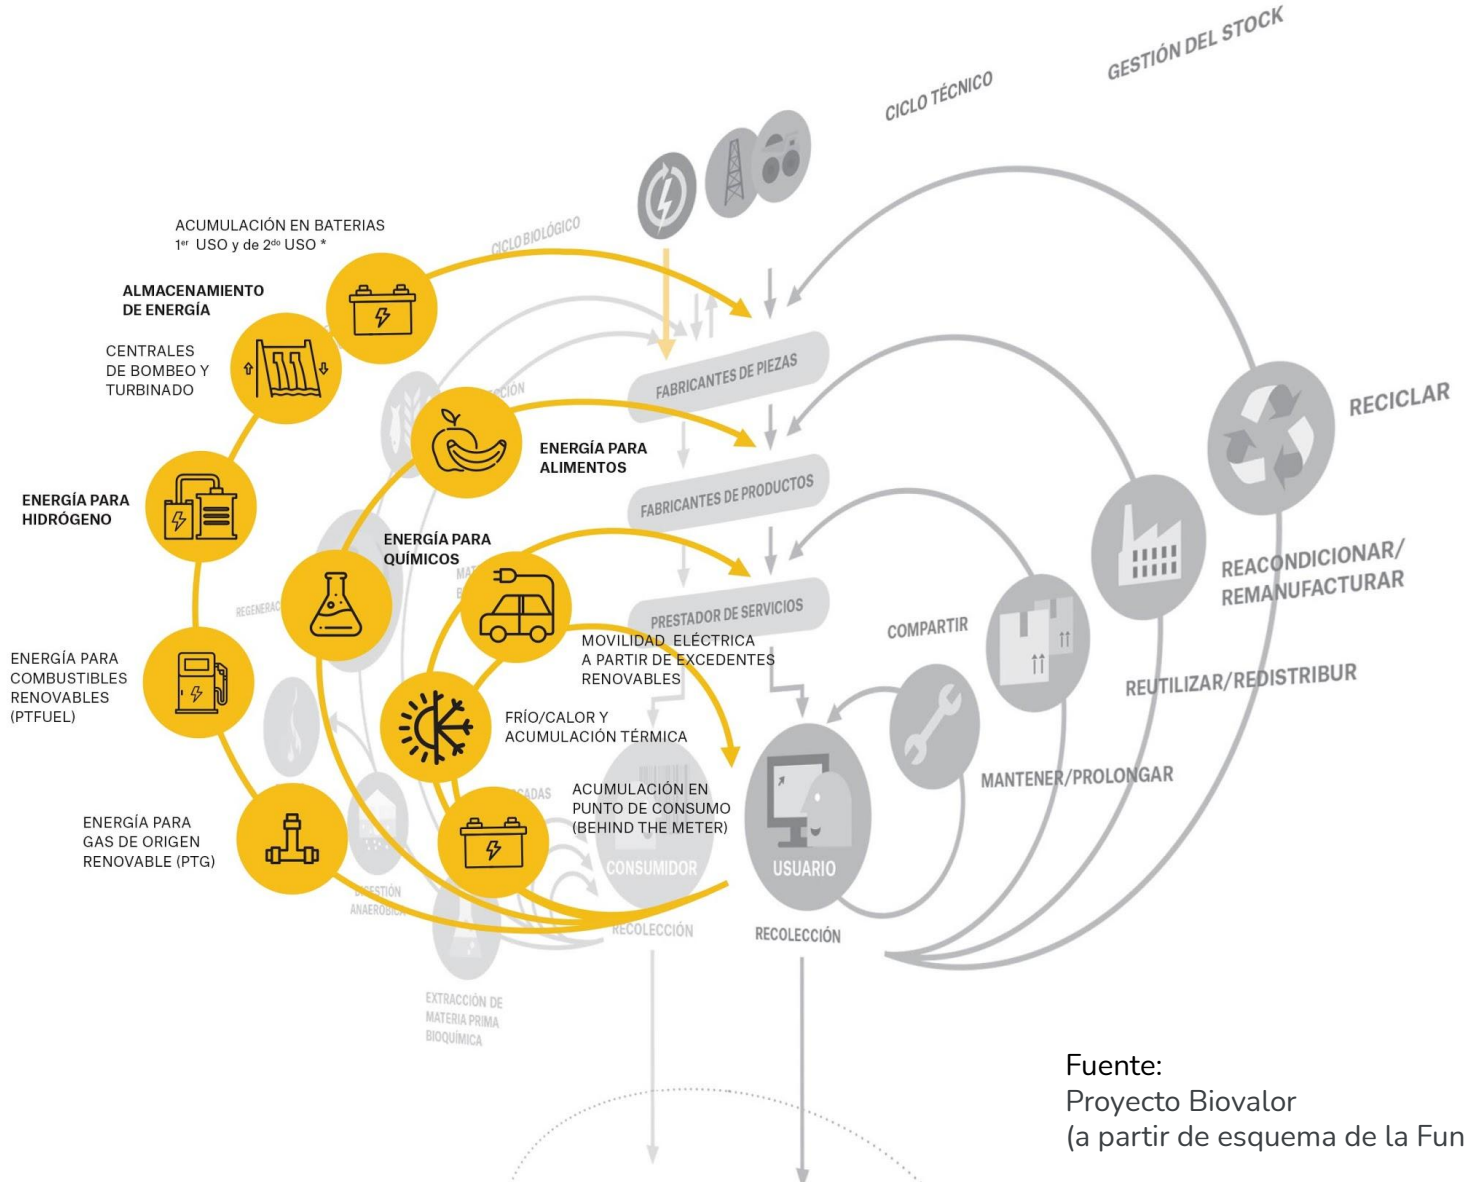 GESTIÓN DEL STOCK
CICLO TÉCNICO
CICLO BIOLÓGICO
ACUMULACIÓN EN BATERIAS
1er USO y de 2do USO *
ALMACENAMIENTO
DE ENERGÍA
CENTRALES
DE BOMBEO Y
TURBINADO
FABRICANTES DE PIEZAS
RECICLAR
ENERGÍA PARA
ALIMENTOS
FABRICANTES DE PRODUCTOS
ENERGÍA PARA
HIDRÓGENO
ENERGÍA PARA
QUÍMICOS
REACONDICIONAR/
REMANUFACTURAR
PRESTADOR DE SERVICIOS
COMPARTIR
MOVILIDAD ELÉCTRICA
A PARTIR DE EXCEDENTES
RENOVABLES
ENERGÍA PARA
COMBUSTIBLES
RENOVABLES
(PTFUEL)
REUTILIZAR/REDISTRIBUR
FRÍO/CALOR Y
ACUMULACIÓN TÉRMICA
MANTENER/PROLONGAR
ACUMULACIÓN EN
PUNTO DE CONSUMO
(BEHIND THE METER)
ENERGÍA PARA
GAS DE ORIGEN
RENOVABLE (PTG)
CONSUMIDOR
USUARIO
DIGESTIÓN
ANAERÓBICA
RECOLECCIÓN
RECOLECCIÓN
EXTRACCIÓN DE
MATERIA PRIMA
BIOQUÍMICA
Fuente:
Proyecto Biovalor
(a partir de esquema de la Fun